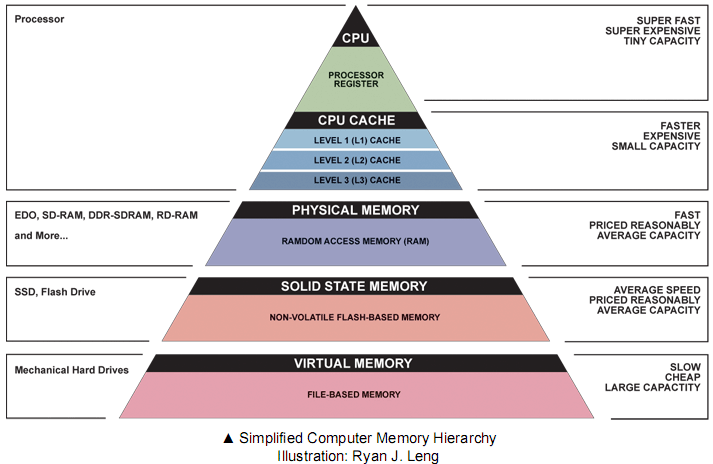 Processor
CPU
SUPER FAST
SUPER EXPENSIVE
TINY CAPACITY
PROCESSOR
REGISTER
CPU CACHE
FASTER
EXPENSIVE
SMALL CAPACITY
LEVEL 1 (L1) CACHE
LEVEL 2 (L2) CACHE
LEVEL 3 (L3) CACHE
EDO, SD-RAM, DDR-SDRAM, RD-RAM
and More...
PHYSICAL MEMORY
FAST
PRICED REASONABLY
AVERAGE CAPACITY
RAMDOM ACCESS MEMORY (RAM)
SSD, Flash Drive
SOLID STATE MEMORY
AVERAGE SPEED
PRICED REASONABLY
AVERAGE CAPACITY
NON-VOLATILE FLASH-BASED MEMORY
Mechanical Hard Drives
VIRTUAL MEMORY
SLOW
CHEAP
LARGE CAPACTITY
FILE-BASED MEMORY
▲ Simplified Computer Memory Hierarchy
Illustration: Ryan J. Leng